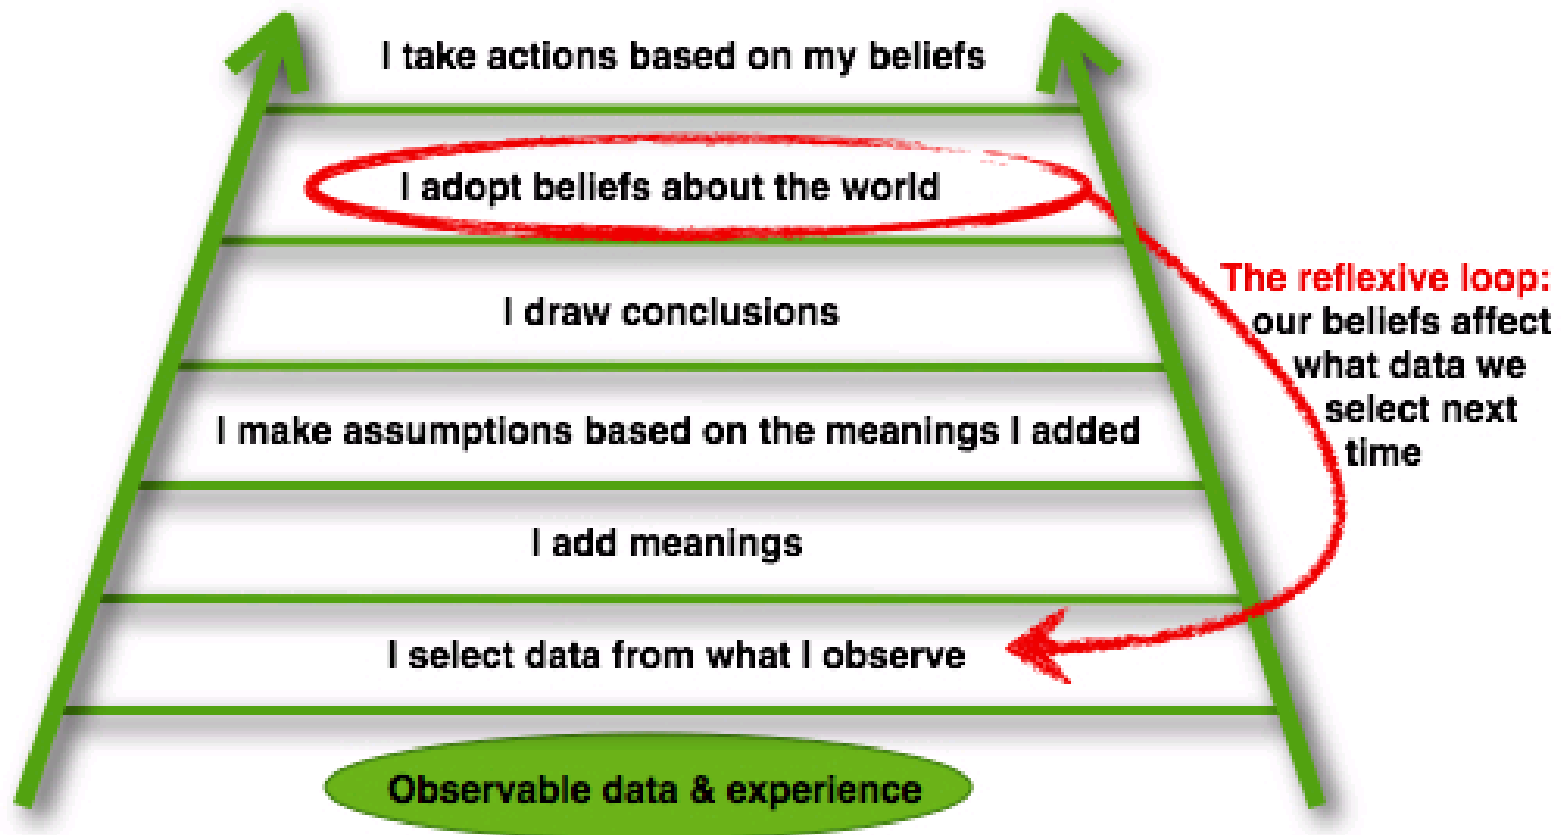 I take actions based on my beliefs
I adopt beliefs about the world
I draw conclusions
The reflexive loop:
our beliefs affect
what data we
select next
time
I make assumptions based on the meanings I added
I add meanings
I select data from what I observe
Observable data & experience